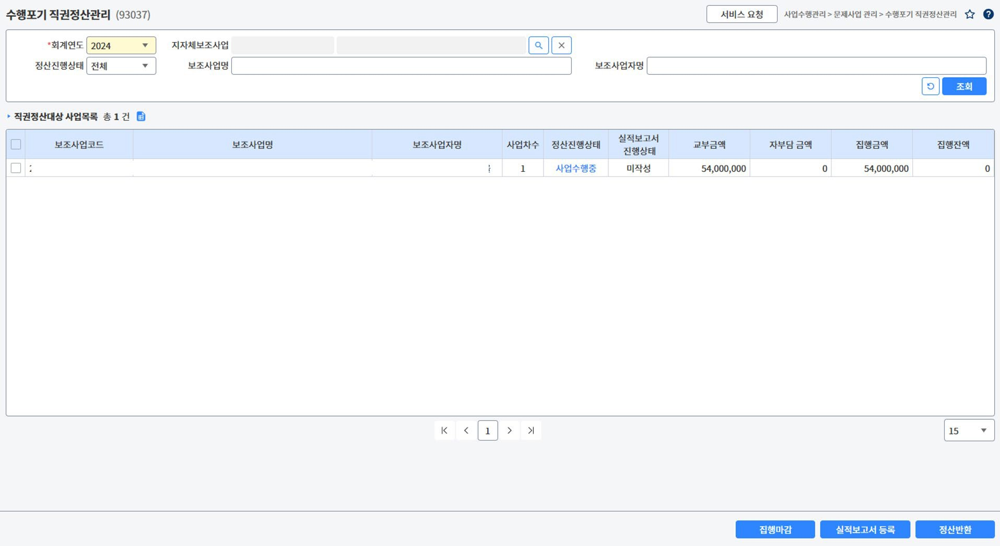 수행포기 직권정산관리 (93037)
서비스 요청
사업수행관리 > 문제사업 관리 > 수행포기 직권정산관리
*회계연도 2024
지자체보조사업
정산진행상태 전체
보조사업명
보조사업자명
조회
직권정산대상 사업목록 총 1 건
보조사업코드 보조사업명 보조사업자명 사업차수 정산진행상태 실적보고서 진행상태 교부금액 자부담 금액 집행금액 집행잔액
1 사업수행중 미작성 54,000,000 0 54,000,000 0
1
15
집행마감 실적보고서 등록 정산반환